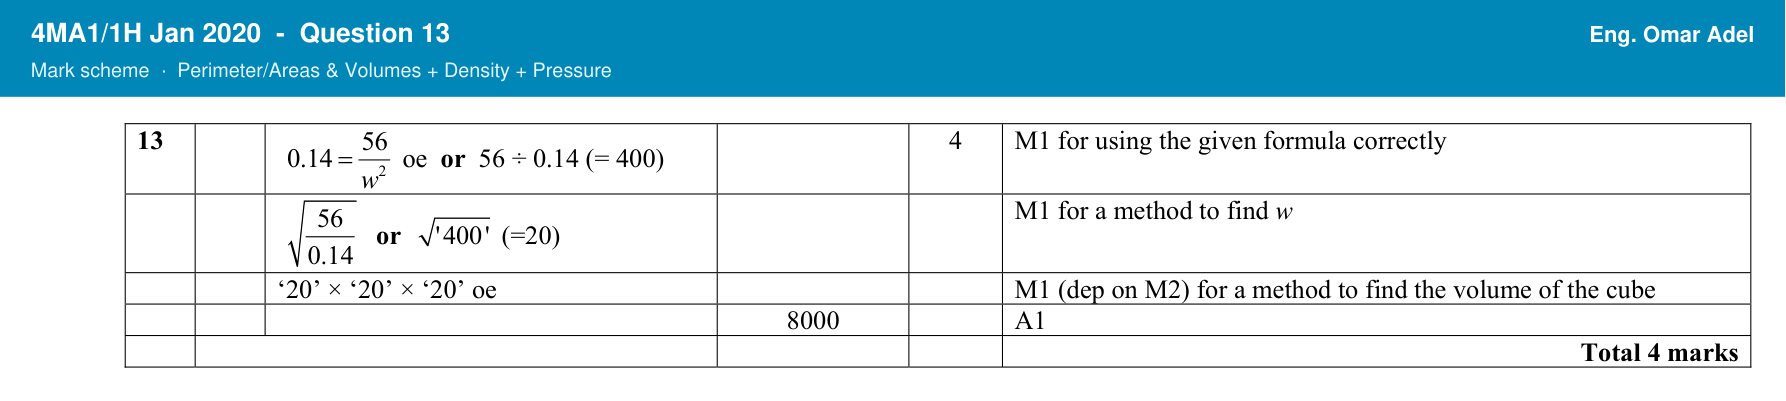 4MA1/1H Jan 2020 - Question 13
Eng. Omar Adel
Mark scheme · Perimeter/Areas & Volumes + Density + Pressure
13 0.14 = 56/w² oe or 56 ÷ 0.14 (= 400) 4 M1 for using the given formula correctly
√(56/0.14) or √'400' (=20) M1 for a method to find w
‘20’ × ‘20’ × ‘20’ oe M1 (dep on M2) for a method to find the volume of the cube
8000 A1
Total 4 marks